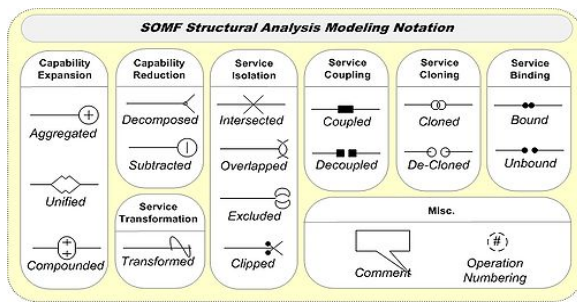 SOMF Structural Analysis Modeling Notation
Capability
Expansion
Aggregated
Unified
Compounded
Capability
Reduction
Decomposed
Subtracted
Service
Transformation
Transformed
Service
Isolation
Intersected
Overlapped
Excluded
Clipped
Service
Coupling
Coupled
Decoupled
Service
Cloning
Cloned
De-Cloned
Service
Binding
Bound
Unbound
Misc.
Comment
#
Operation
Numbering